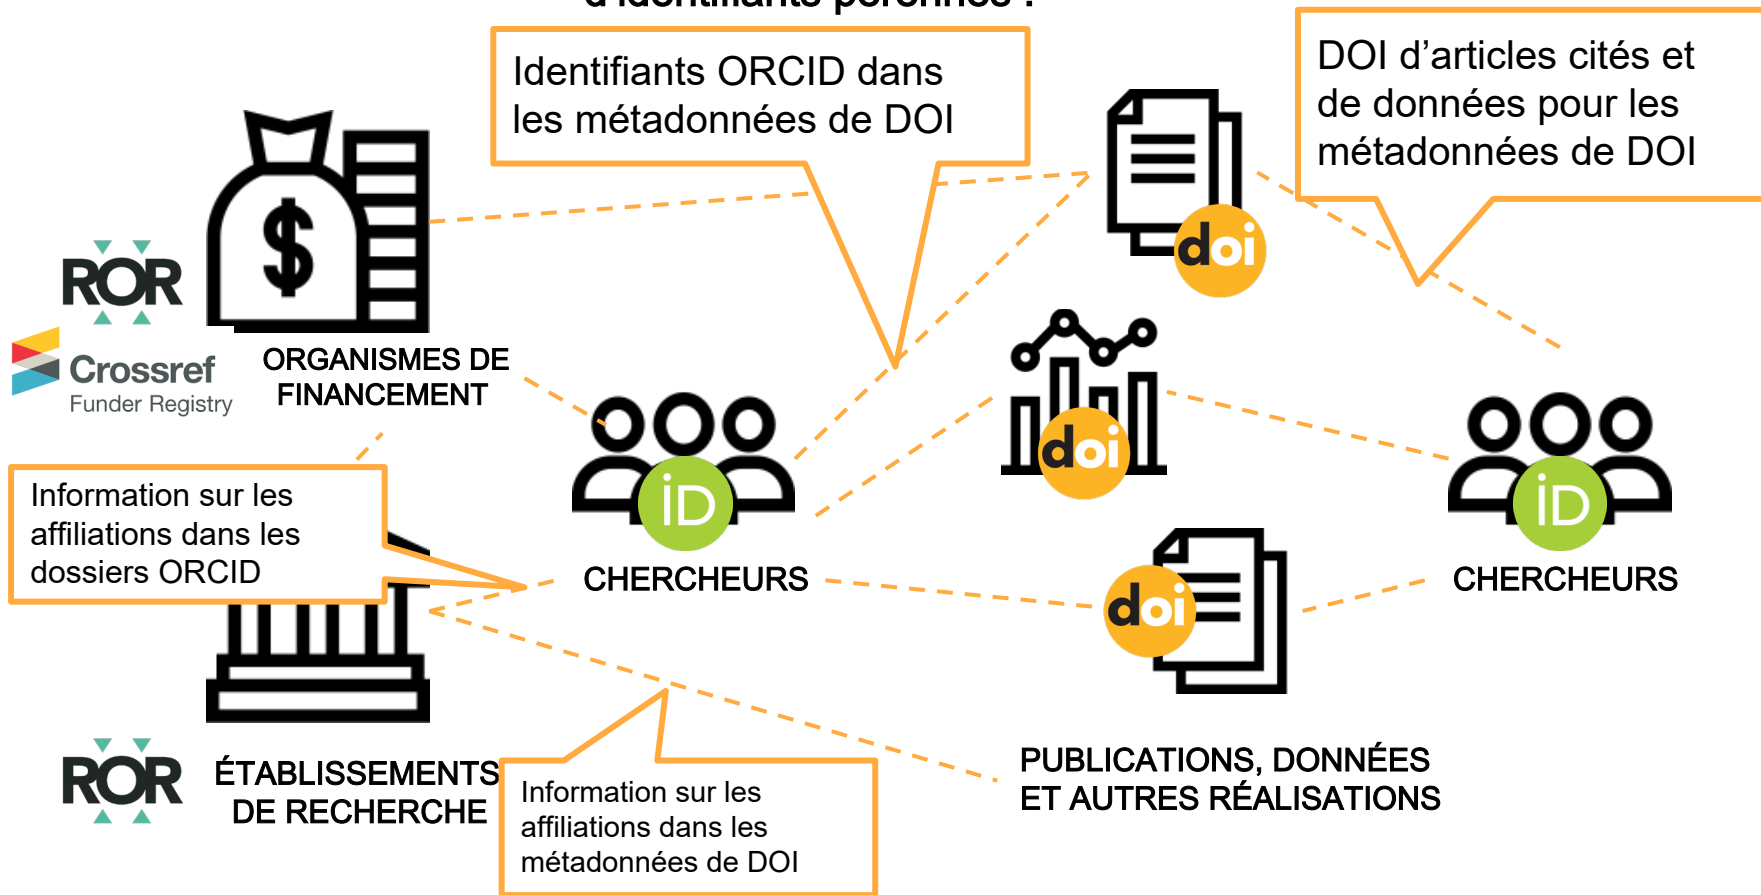 d'identifiants pérennes :
Identifiants ORCID dans
les métadonnées de DOI
DOI d'articles cités et
de données pour les
métadonnées de DOI
$
doi
ROR
Crossref
Funder Registry
ORGANISMES DE
FINANCEMENT
doi
iD
iD
Information sur les
affiliations dans les
dossiers ORCID
CHERCHEURS
CHERCHEURS
doi
ROR
ÉTABLISSEMENTS
DE RECHERCHE
Information sur les
affiliations dans les
métadonnées de DOI
PUBLICATIONS, DONNÉES
ET AUTRES RÉALISATIONS